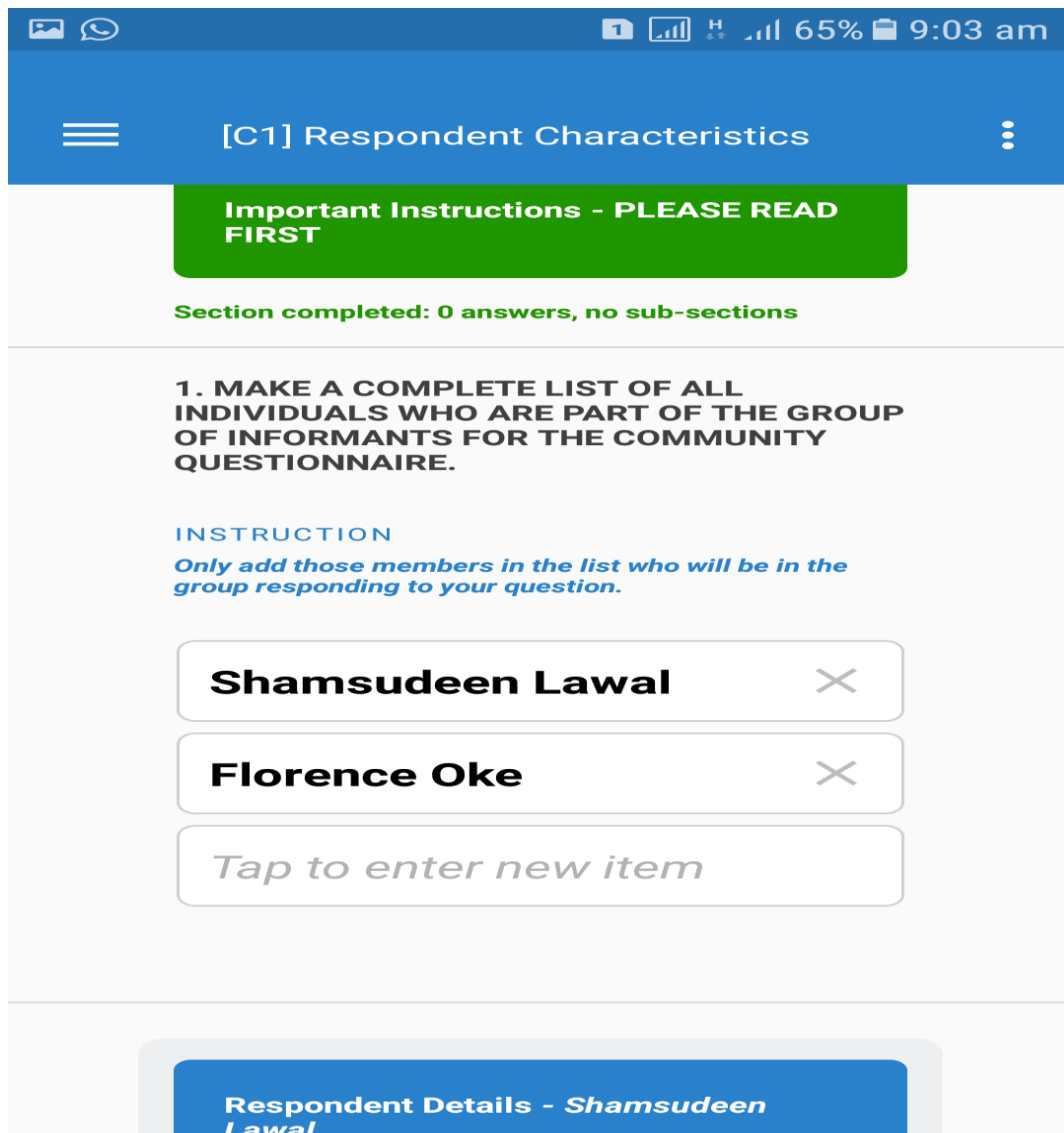 1 H 65% 9:03 am
[C1] Respondent Characteristics
Important Instructions - PLEASE READ
FIRST
Section completed: 0 answers, no sub-sections
1. MAKE A COMPLETE LIST OF ALL
INDIVIDUALS WHO ARE PART OF THE GROUP
OF INFORMANTS FOR THE COMMUNITY
QUESTIONNAIRE.
INSTRUCTION
Only add those members in the list who will be in the
group responding to your question.
Shamsudeen Lawal
Florence Oke
Tap to enter new item
Respondent Details - Shamsudeen
Lawal